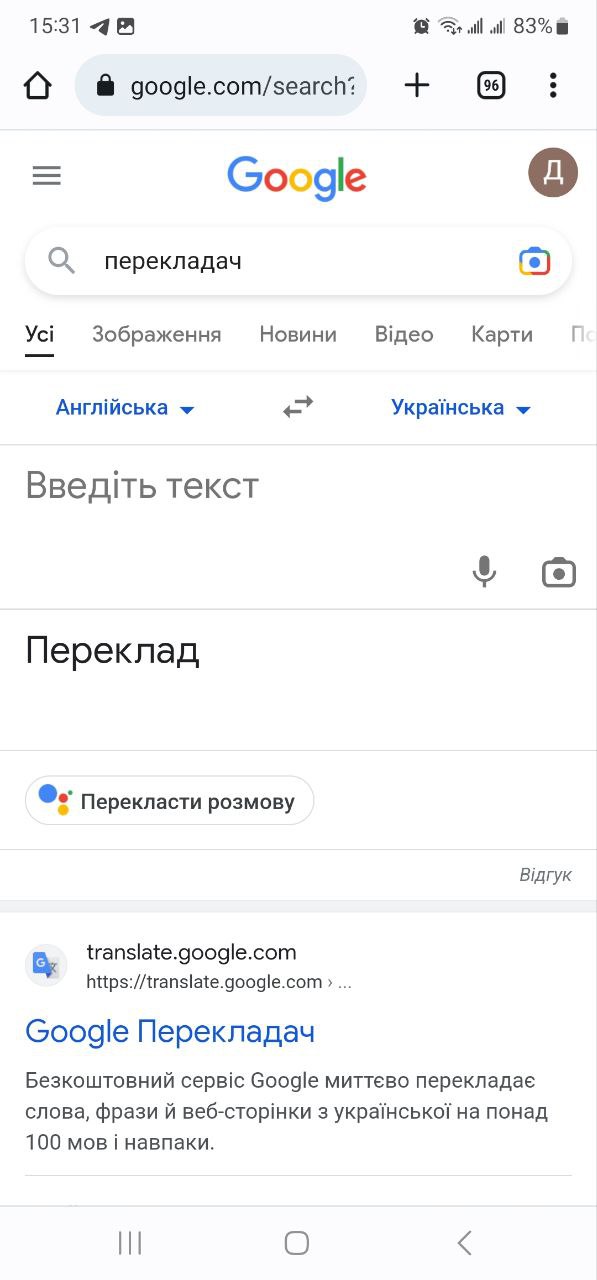 15:31 83%
google.com/search? 96
Google Д
перекладач
Усі Зображення Новини Відео Карти
Англійська Українська
Введіть текст
Переклад
Перекласти розмову
Відгук
translate.google.com
https://translate.google.com › ...
Google Перекладач
Безкоштовний сервіс Google миттєво перекладає
слова, фрази й веб-сторінки з української на понад
100 мов і навпаки.